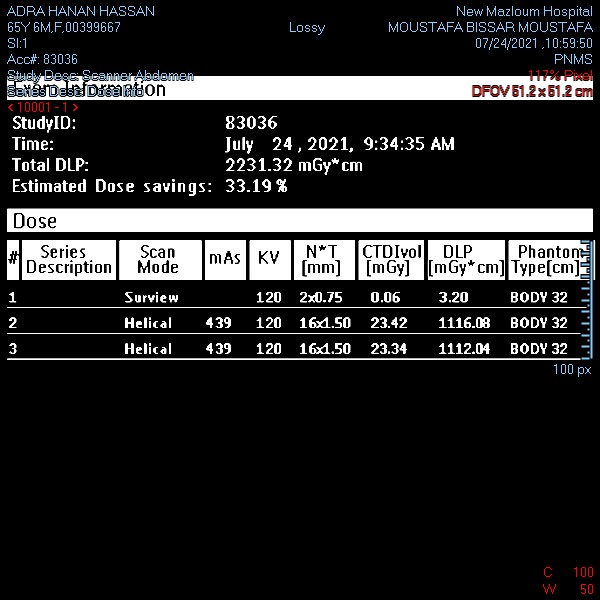 ADRA HANAN HASSAN
New Mazloum Hospital
65Y 6M,F,00399667
Lossy
MOUSTAFA BISSAR MOUSTAFA
SI:1
07/24/2021 ,10:59:50
Acc#: 83036
PNMS
Study Desc: Scanner Abdomen
117% Pixel
Exam Information
Series Desc: Dose Info
DFOV 51.2 x 51.2 cm
< 10001 - 1 >
StudyID: 83036
Time: July 24 , 2021, 9:34:35 AM
Total DLP: 2231.32 mGy*cm
Estimated Dose savings: 33.19 %
Dose
# Series Description Scan Mode mAs KV N*T [mm] CTDIvol [mGy] DLP [mGy*cm] Phantom Type[cm]
1 Surview 120 2x0.75 0.06 3.20 BODY 32
2 Helical 439 120 16x1.50 23.42 1116.08 BODY 32
3 Helical 439 120 16x1.50 23.34 1112.04 BODY 32
100 px
C 100
W 50